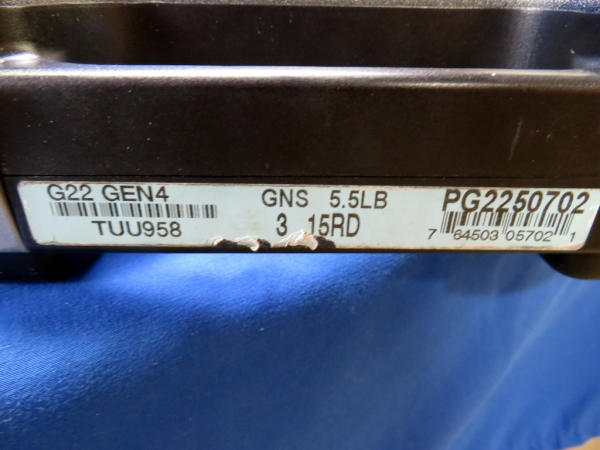 G22 GEN4 GNS 5.5LB PG2250702
TUU958 3 15RD 7 64503 05702 1